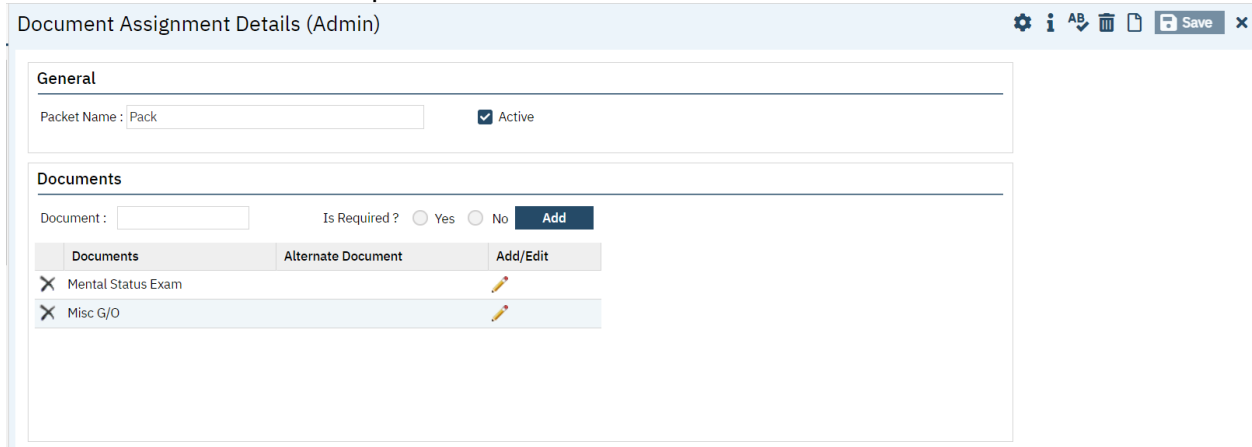 Document Assignment Details (Admin)
i AB Save
General
Packet Name : Pack Active
Documents
Document : Is Required ? Yes No Add
Documents Alternate Document Add/Edit
Mental Status Exam
Misc G/O